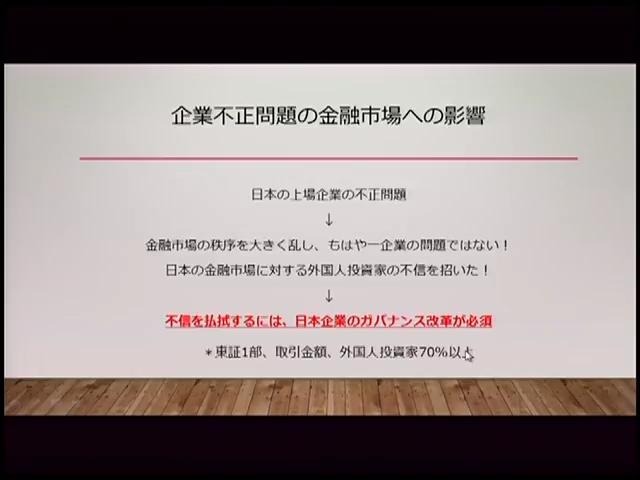 企業不正問題の金融市場への影響
日本の上場企業の不正問題
↓
金融市場の秩序を大きく乱し、もはや一企業の問題ではない！
日本の金融市場に対する外国人投資家の不信を招いた！
↓
不信を払拭するには、日本企業のガバナンス改革が必須
＊東証1部、取引金額、外国人投資家70%以上